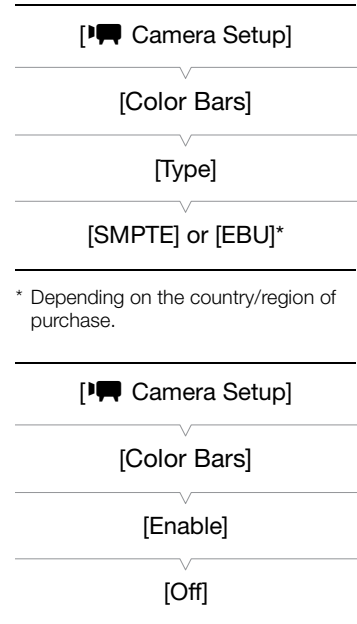 [ Camera Setup]
[Color Bars]
[Type]
[SMPTE] or [EBU]*
* Depending on the country/region of
purchase.
[ Camera Setup]
[Color Bars]
[Enable]
[Off]